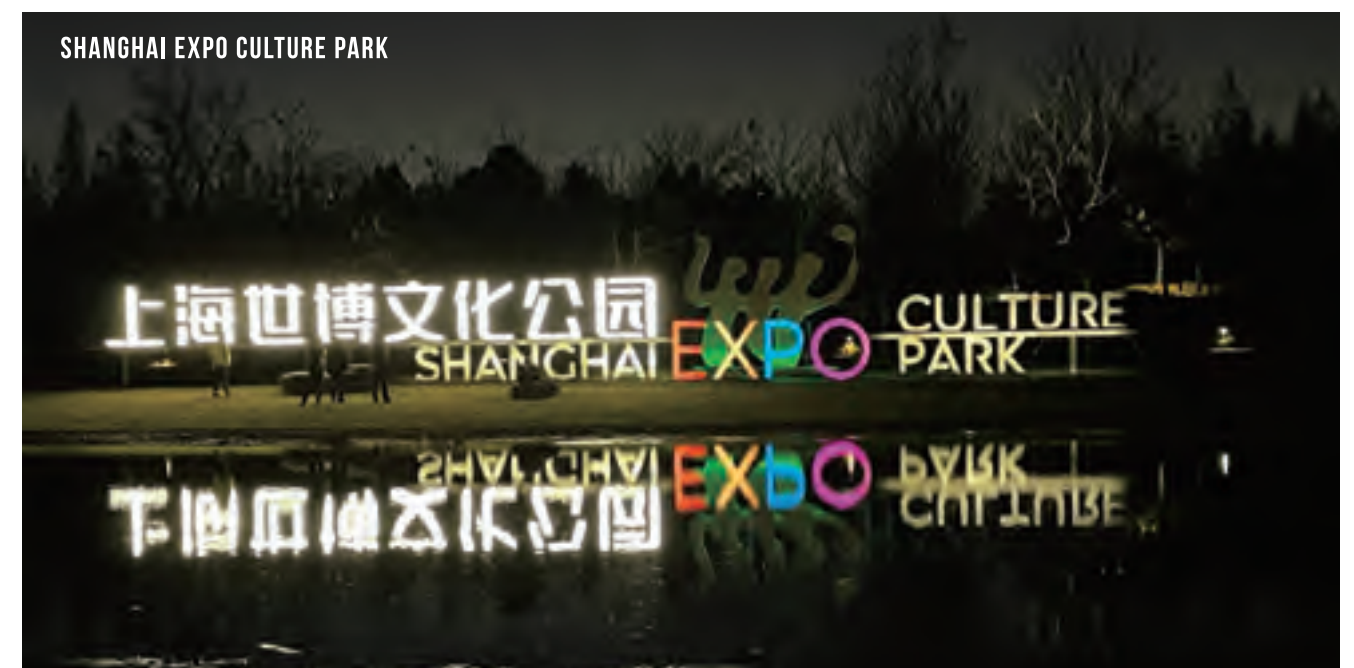 SHANGHAI EXPO CULTURE PARK
上海世博文化公园
CULTURE
SHANGHAI EXPO PARK